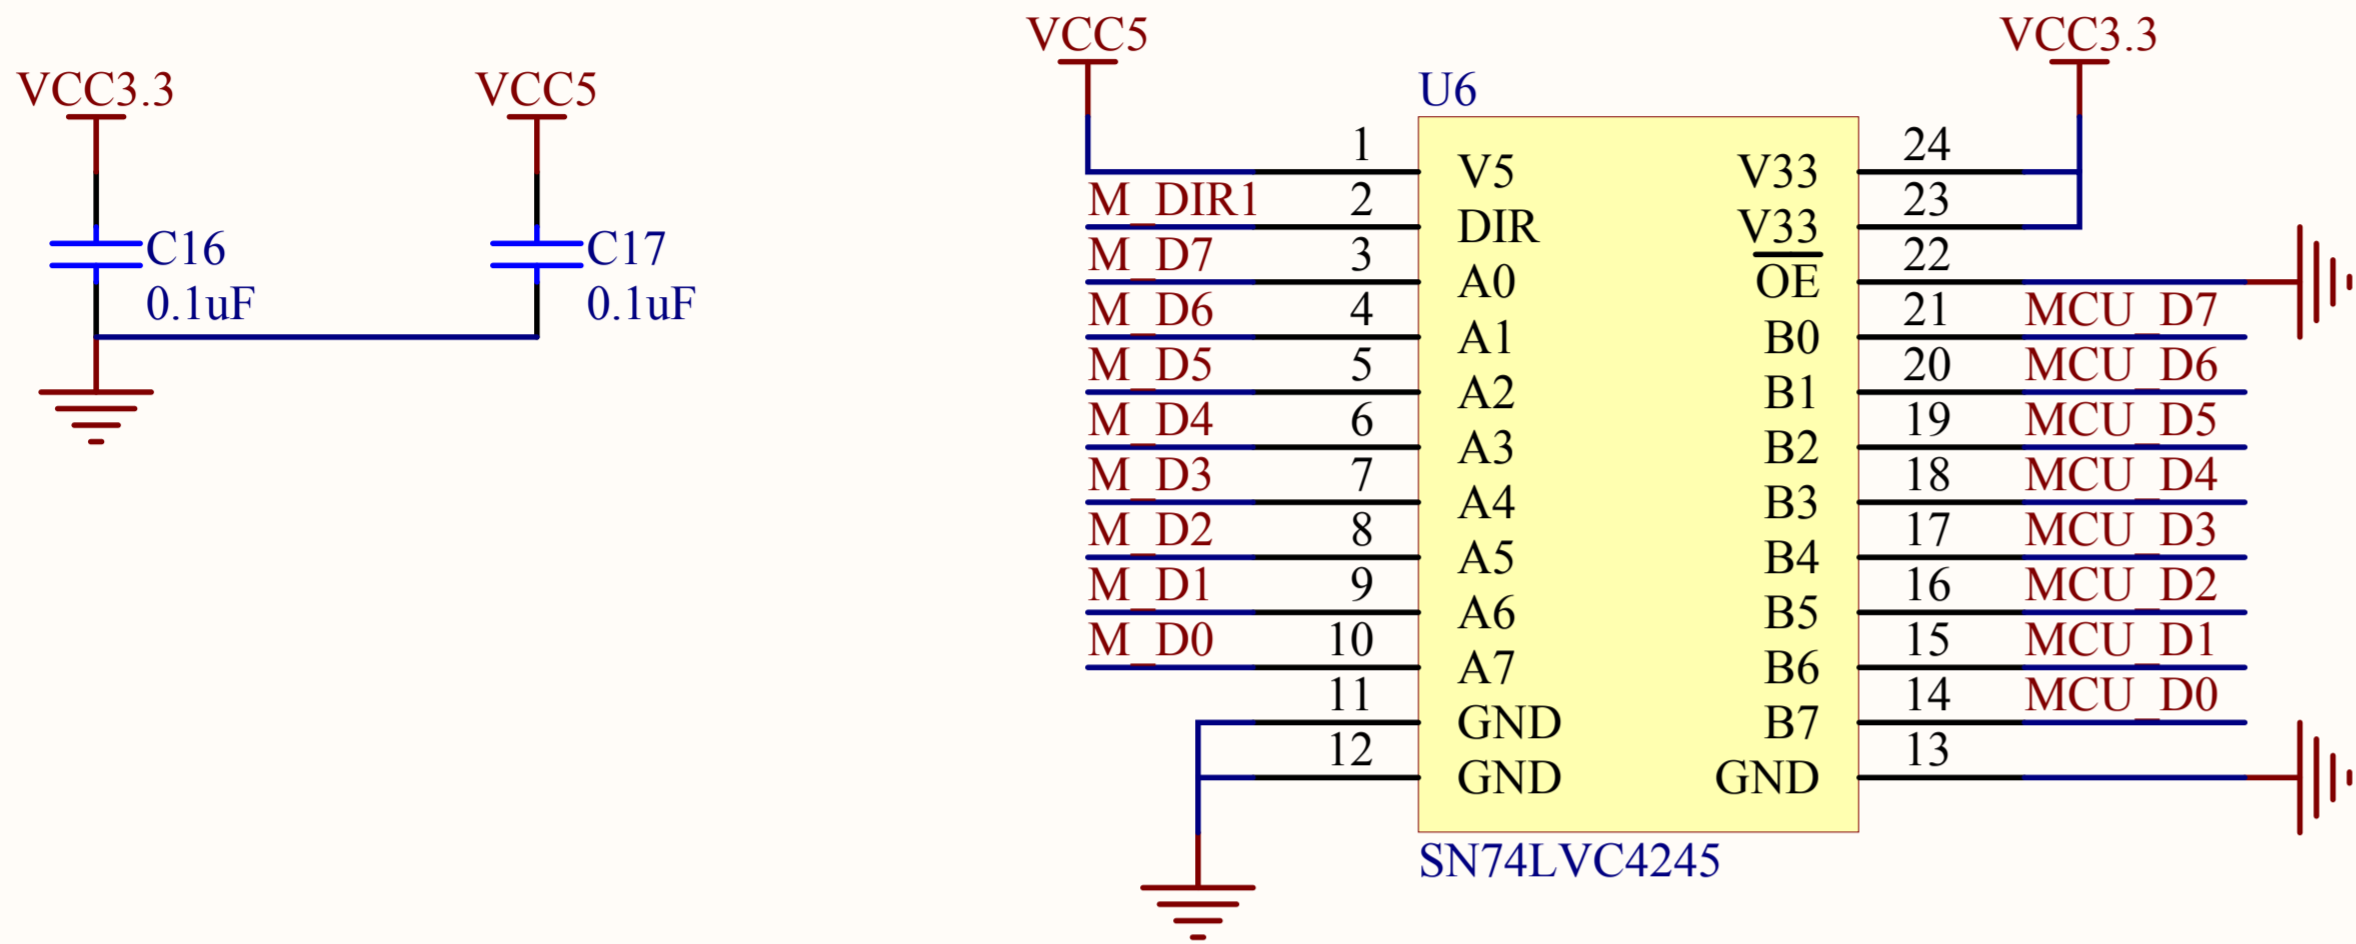 VCC3.3
VCC5
C16
0.1uF
C17
0.1uF
VCC5
VCC3.3
U6
1 V5 V33 24
M_DIR1 2 DIR V33 23
M_D7 3 A0 OE 22
M_D6 4 A1 B0 21 MCU_D7
M_D5 5 A2 B1 20 MCU_D6
M_D4 6 A3 B2 19 MCU_D5
M_D3 7 A4 B3 18 MCU_D4
M_D2 8 A5 B4 17 MCU_D3
M_D1 9 A6 B5 16 MCU_D2
M_D0 10 A7 B6 15 MCU_D1
11 GND B7 14 MCU_D0
12 GND GND 13
SN74LVC4245